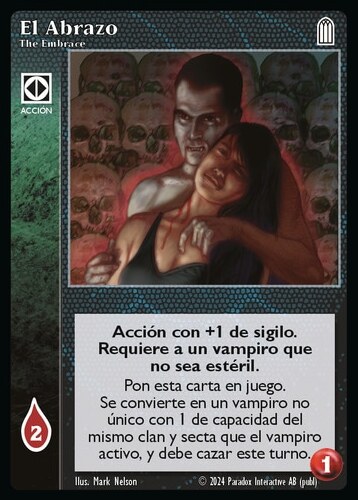 El Abrazo
The Embrace
ACCIÓN
Acción con +1 de sigilo.
Requiere a un vampiro que
no sea estéril.
Pon esta carta en juego.
Se convierte en un vampiro no
único con 1 de capacidad del
mismo clan y secta que el vampiro
activo, y debe cazar este turno.
2
1
Ilus. Mark Nelson
© 2024 Paradox Interactive AB (publ)